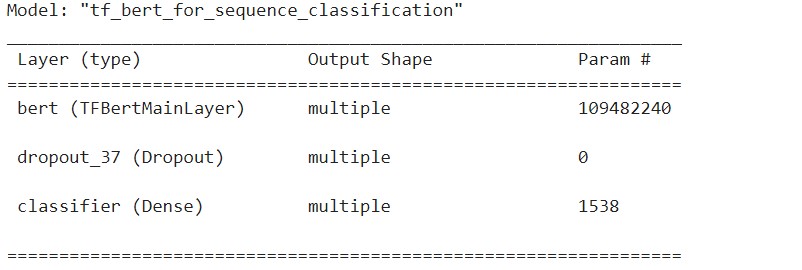 Model: "tf_bert_for_sequence_classification"
_________________________________________________________________
Layer (type) Output Shape Param #
=================================================================
bert (TFBertMainLayer) multiple 109482240
dropout_37 (Dropout) multiple 0
classifier (Dense) multiple 1538
=================================================================